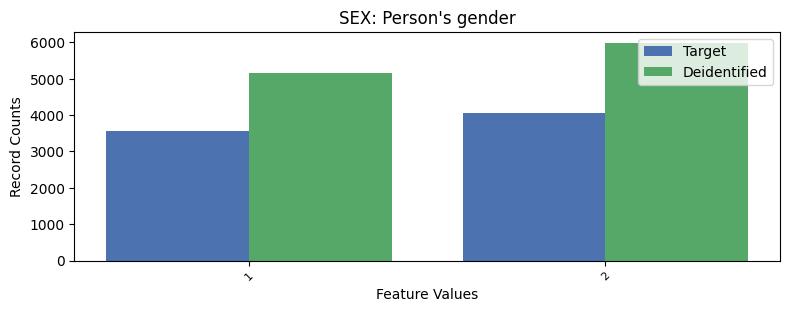 SEX: Person's gender
Target
Deidentified
Record Counts
6000
5000
4000
3000
2000
1000
0
1
2
Feature Values